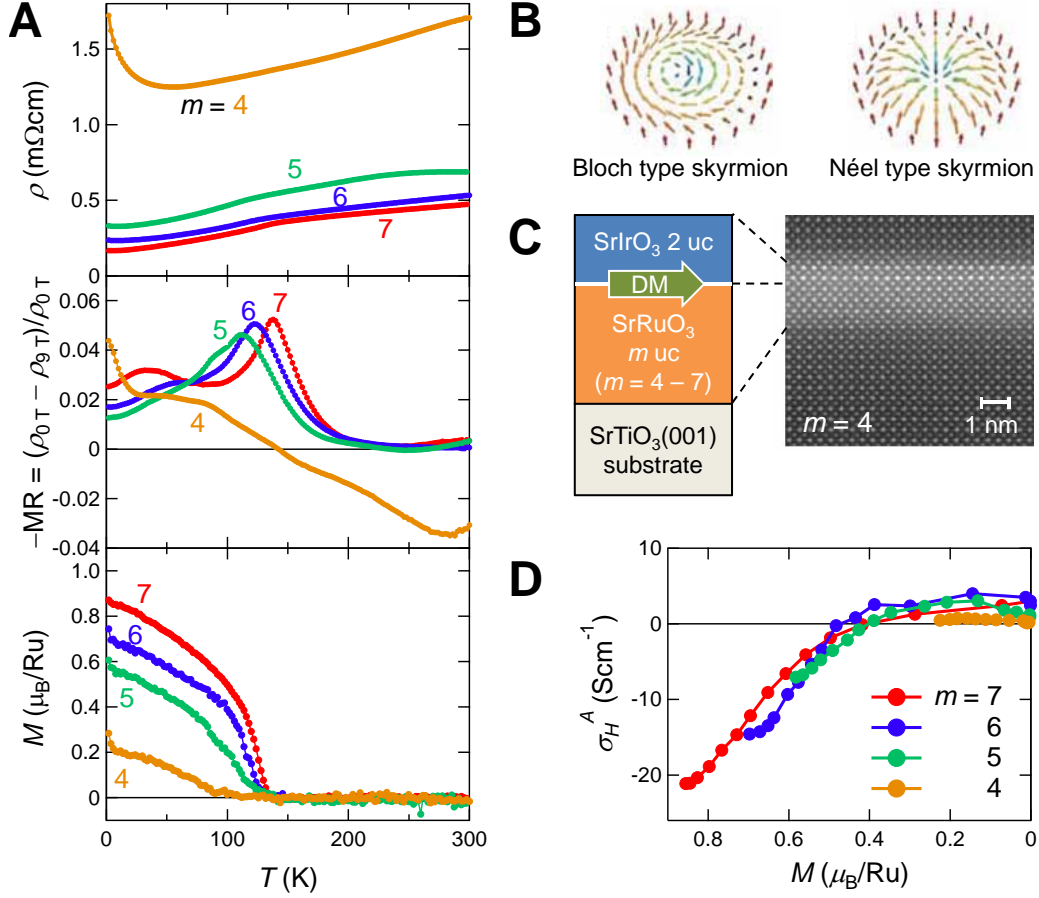 A
1.5
1.0
0.5
0
ρ (mΩcm)
m = 4
5
6
7
0.06
0.04
0.02
0
-0.02
-0.04
−MR = (ρ0 T − ρ9 T)/ρ0 T
5
6
7
4
1.0
0.8
0.6
0.4
0.2
0
M (μB/Ru)
7
6
5
4
0
100
200
300
T (K)
B
Bloch type skyrmion
Néel type skyrmion
C
SrIrO3 2 uc
DM
SrRuO3
m uc
(m = 4 – 7)
SrTiO3(001)
substrate
m = 4
1 nm
D
10
0
-10
-20
σHA (Scm-1)
m = 7
6
5
4
0.8
0.6
0.4
0.2
0
M (μB/Ru)